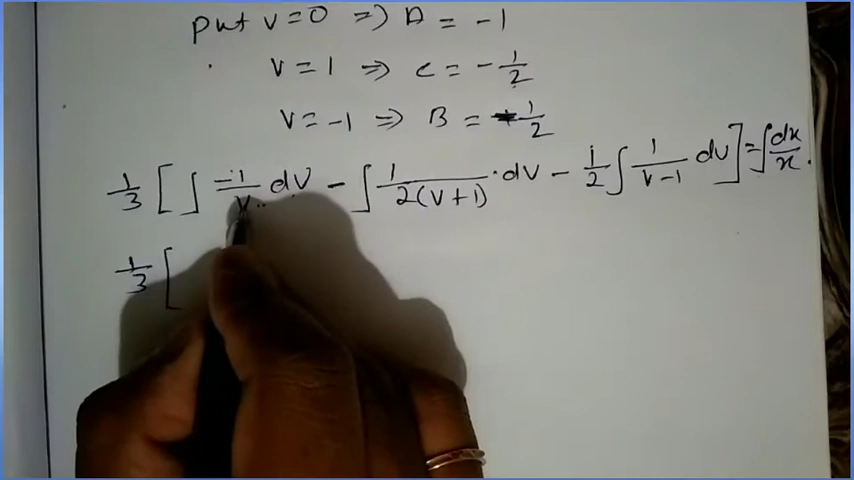 Put v = 0 => A = -1
v = 1 => C = -1/2
v = -1 => B = 1/2
1/3 [ ∫ -1/v dv - ∫ 1/2(v+1) · dv - 1/2 ∫ 1/v-1 dv ] = ∫ dx/x .
1/3 [